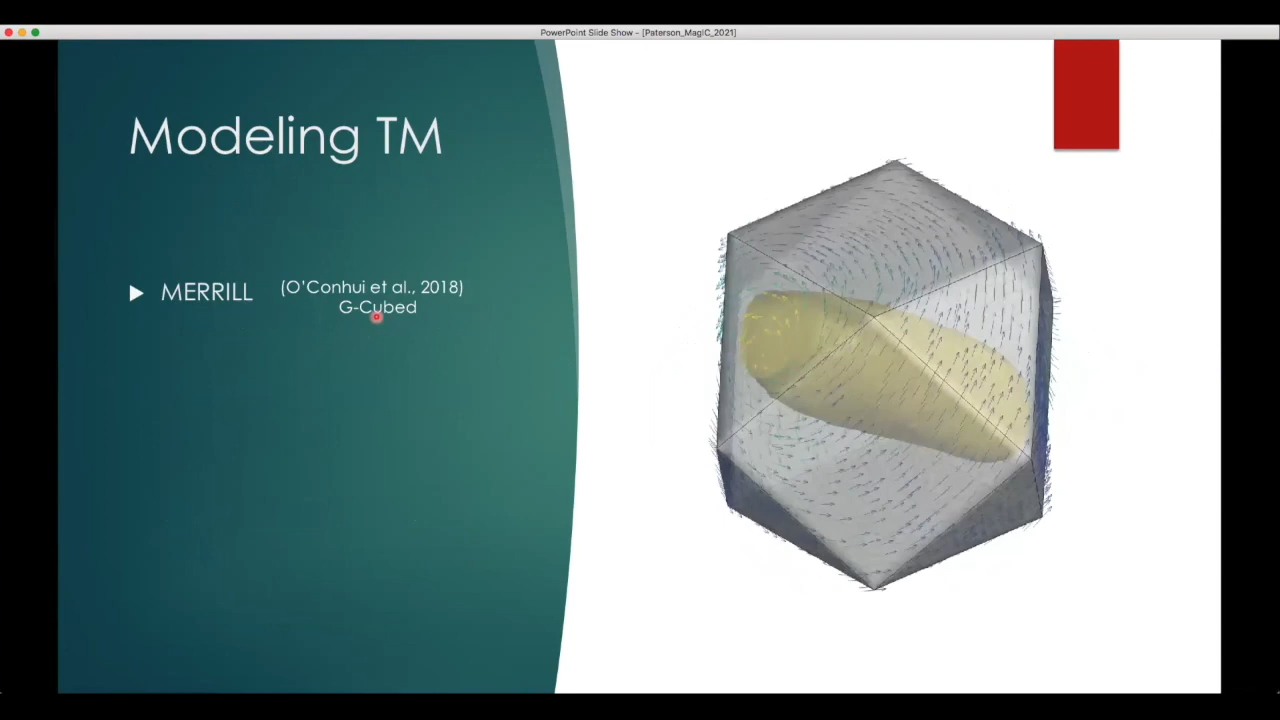 PowerPoint Slide Show - [Paterson_MagIC_2021]
Modeling TM
MERRILL (O'Conhui et al., 2018)
G-Cubed